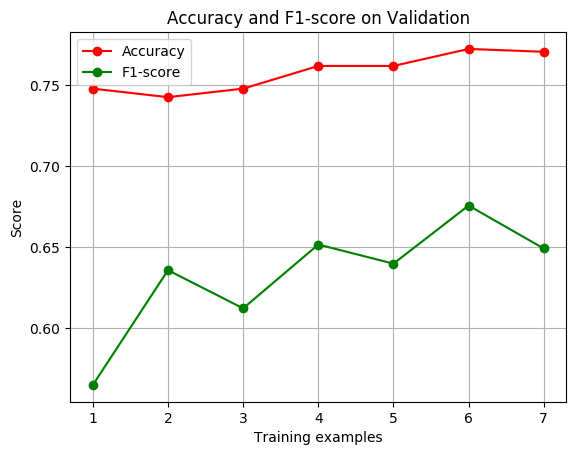 Accuracy and F1-score on Validation
Accuracy
F1-score
0.75
0.70
0.65
0.60
Score
1 2 3 4 5 6 7
Training examples